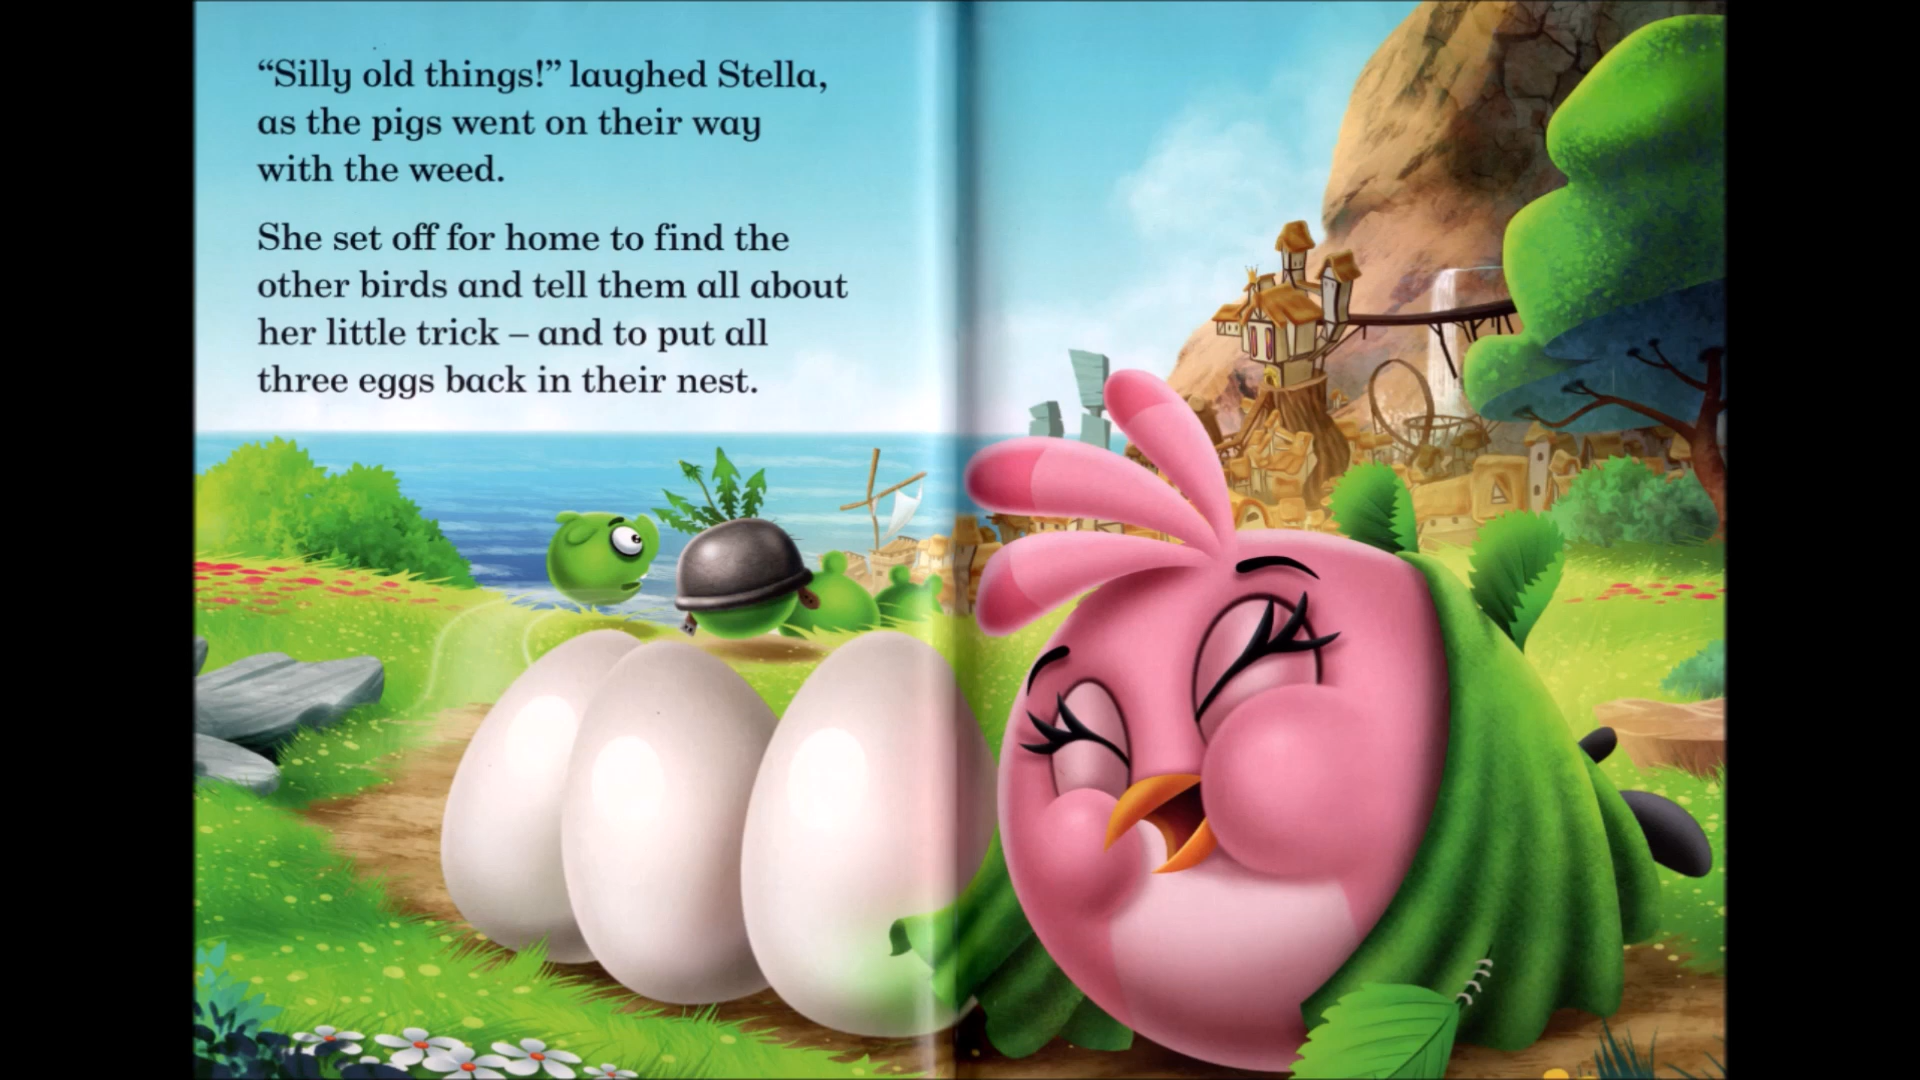 “Silly old things!” laughed Stella,
as the pigs went on their way
with the weed.
She set off for home to find the
other birds and tell them all about
her little trick – and to put all
three eggs back in their nest.